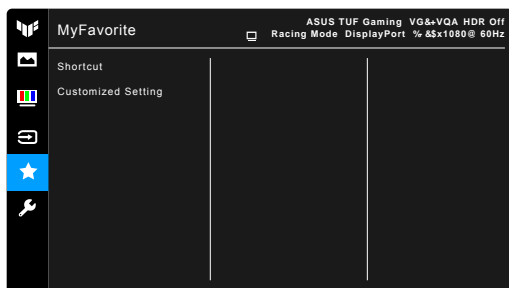 MyFavorite
ASUS TUF Gaming VG&+VQA HDR Off
Racing Mode DisplayPort % &$x1080@ 60Hz
Shortcut
Customized Setting